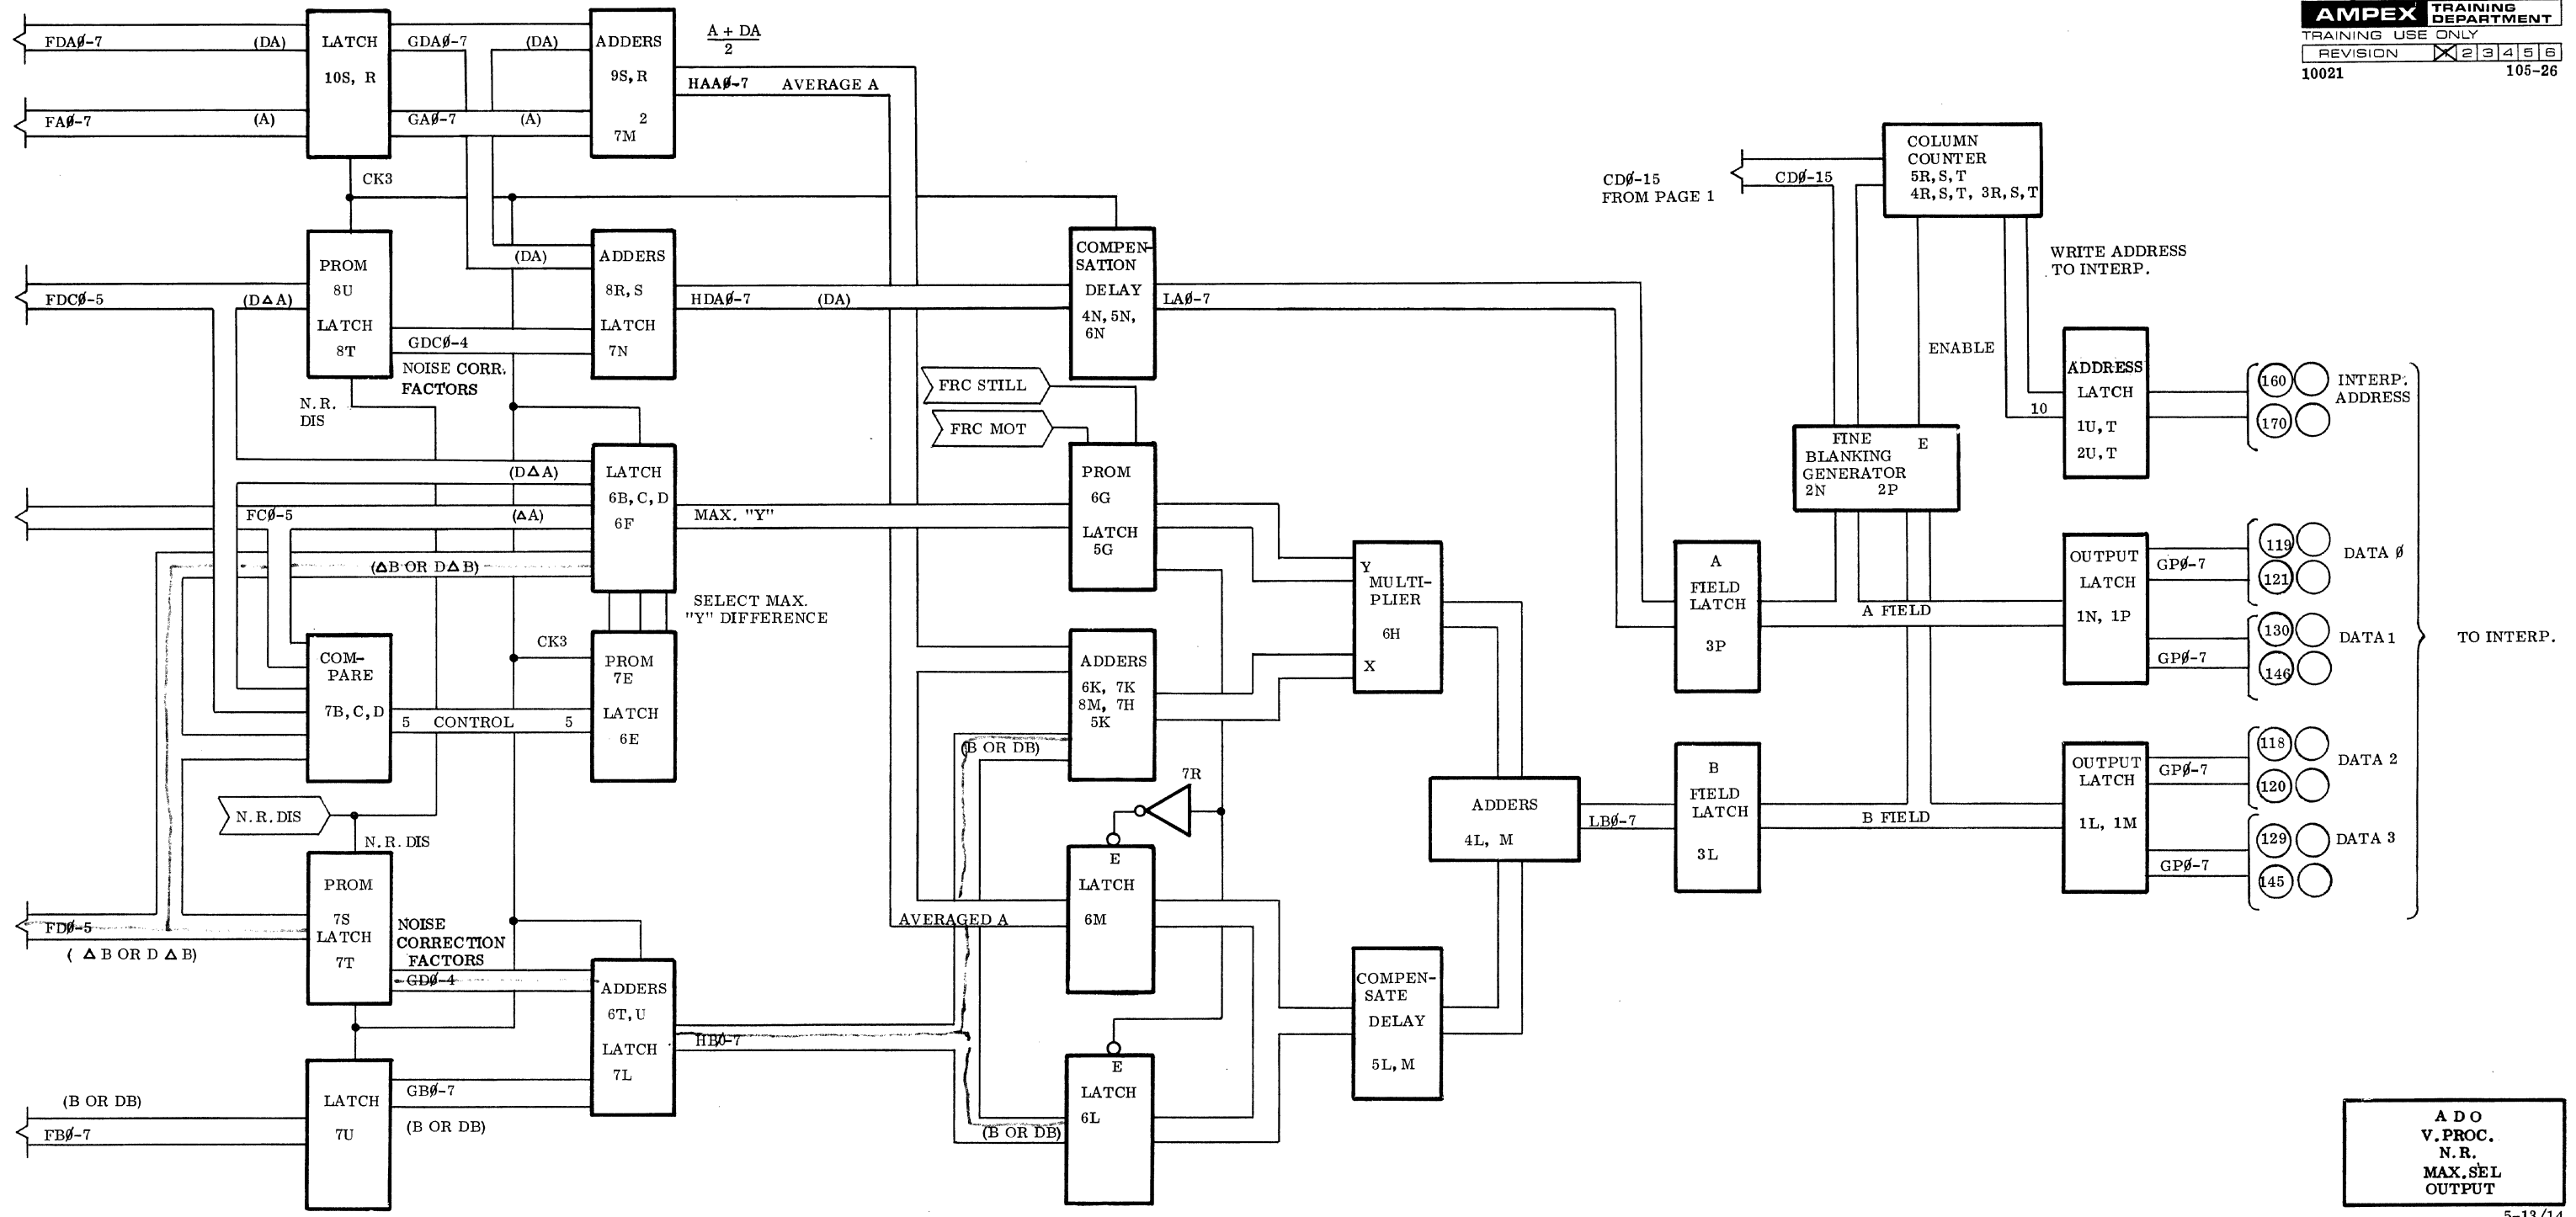 AMPEX TRAINING DEPARTMENT
TRAINING USE ONLY
REVISION 1 2 3 4 5 6
10021 105-26
FDAØ-7 (DA)
FAØ-7 (A)
LATCH
10S, R
GDAØ-7 (DA)
GAØ-7 (A)
ADDERS
9S, R
2
7M
A + DA
2
HAAØ-7 AVERAGE A
CK3
FDCØ-5 (D△A)
PROM
8U
LATCH
8T
GDCØ-4
NOISE CORR.
FACTORS
N.R.
DIS
(DA)
ADDERS
8R, S
LATCH
7N
HDAØ-7 (DA)
COMPEN-
SATION
DELAY
4N, 5N,
6N
LAØ-7
FRC STILL
FRC MOT
FCØ-5 (△A)
(D△A)
(△B OR D△B)
LATCH
6B, C, D
6F
MAX. "Y"
SELECT MAX.
"Y" DIFFERENCE
PROM
6G
LATCH
5G
COM-
PARE
7B, C, D
5 CONTROL 5
CK3
PROM
7E
LATCH
6E
ADDERS
6K, 7K
8M, 7H
5K
(B OR DB)
Y
MULTI-
PLIER
6H
X
7R
N.R.DIS
N.R.DIS
PROM
7S
LATCH
7T
FDØ-5
( △B OR D △B)
NOISE
CORRECTION
FACTORS
GDØ-4
ADDERS
6T, U
LATCH
7L
HBØ-7
AVERAGED A
E
LATCH
6M
E
LATCH
6L
(B OR DB)
COMPEN-
SATE
DELAY
5L, M
ADDERS
4L, M
LBØ-7
(B OR DB)
FBØ-7
LATCH
7U
GBØ-7
(B OR DB)
CDØ-15
FROM PAGE 1
CDØ-15
COLUMN
COUNTER
5R, S, T
4R, S, T, 3R, S, T
WRITE ADDRESS
TO INTERP.
ENABLE
FINE E
BLANKING
GENERATOR
2N 2P
10
ADDRESS
LATCH
1U, T
2U, T
160
170
INTERP.
ADDRESS
A
FIELD
LATCH
3P
A FIELD
OUTPUT
LATCH
1N, 1P
GPØ-7
GPØ-7
119
121
DATA Ø
130
146
DATA 1
TO INTERP.
B
FIELD
LATCH
3L
B FIELD
OUTPUT
LATCH
1L, 1M
GPØ-7
GPØ-7
118
120
DATA 2
129
145
DATA 3
A D O
V.PROC.
N.R.
MAX.SEL
OUTPUT
5-13/14